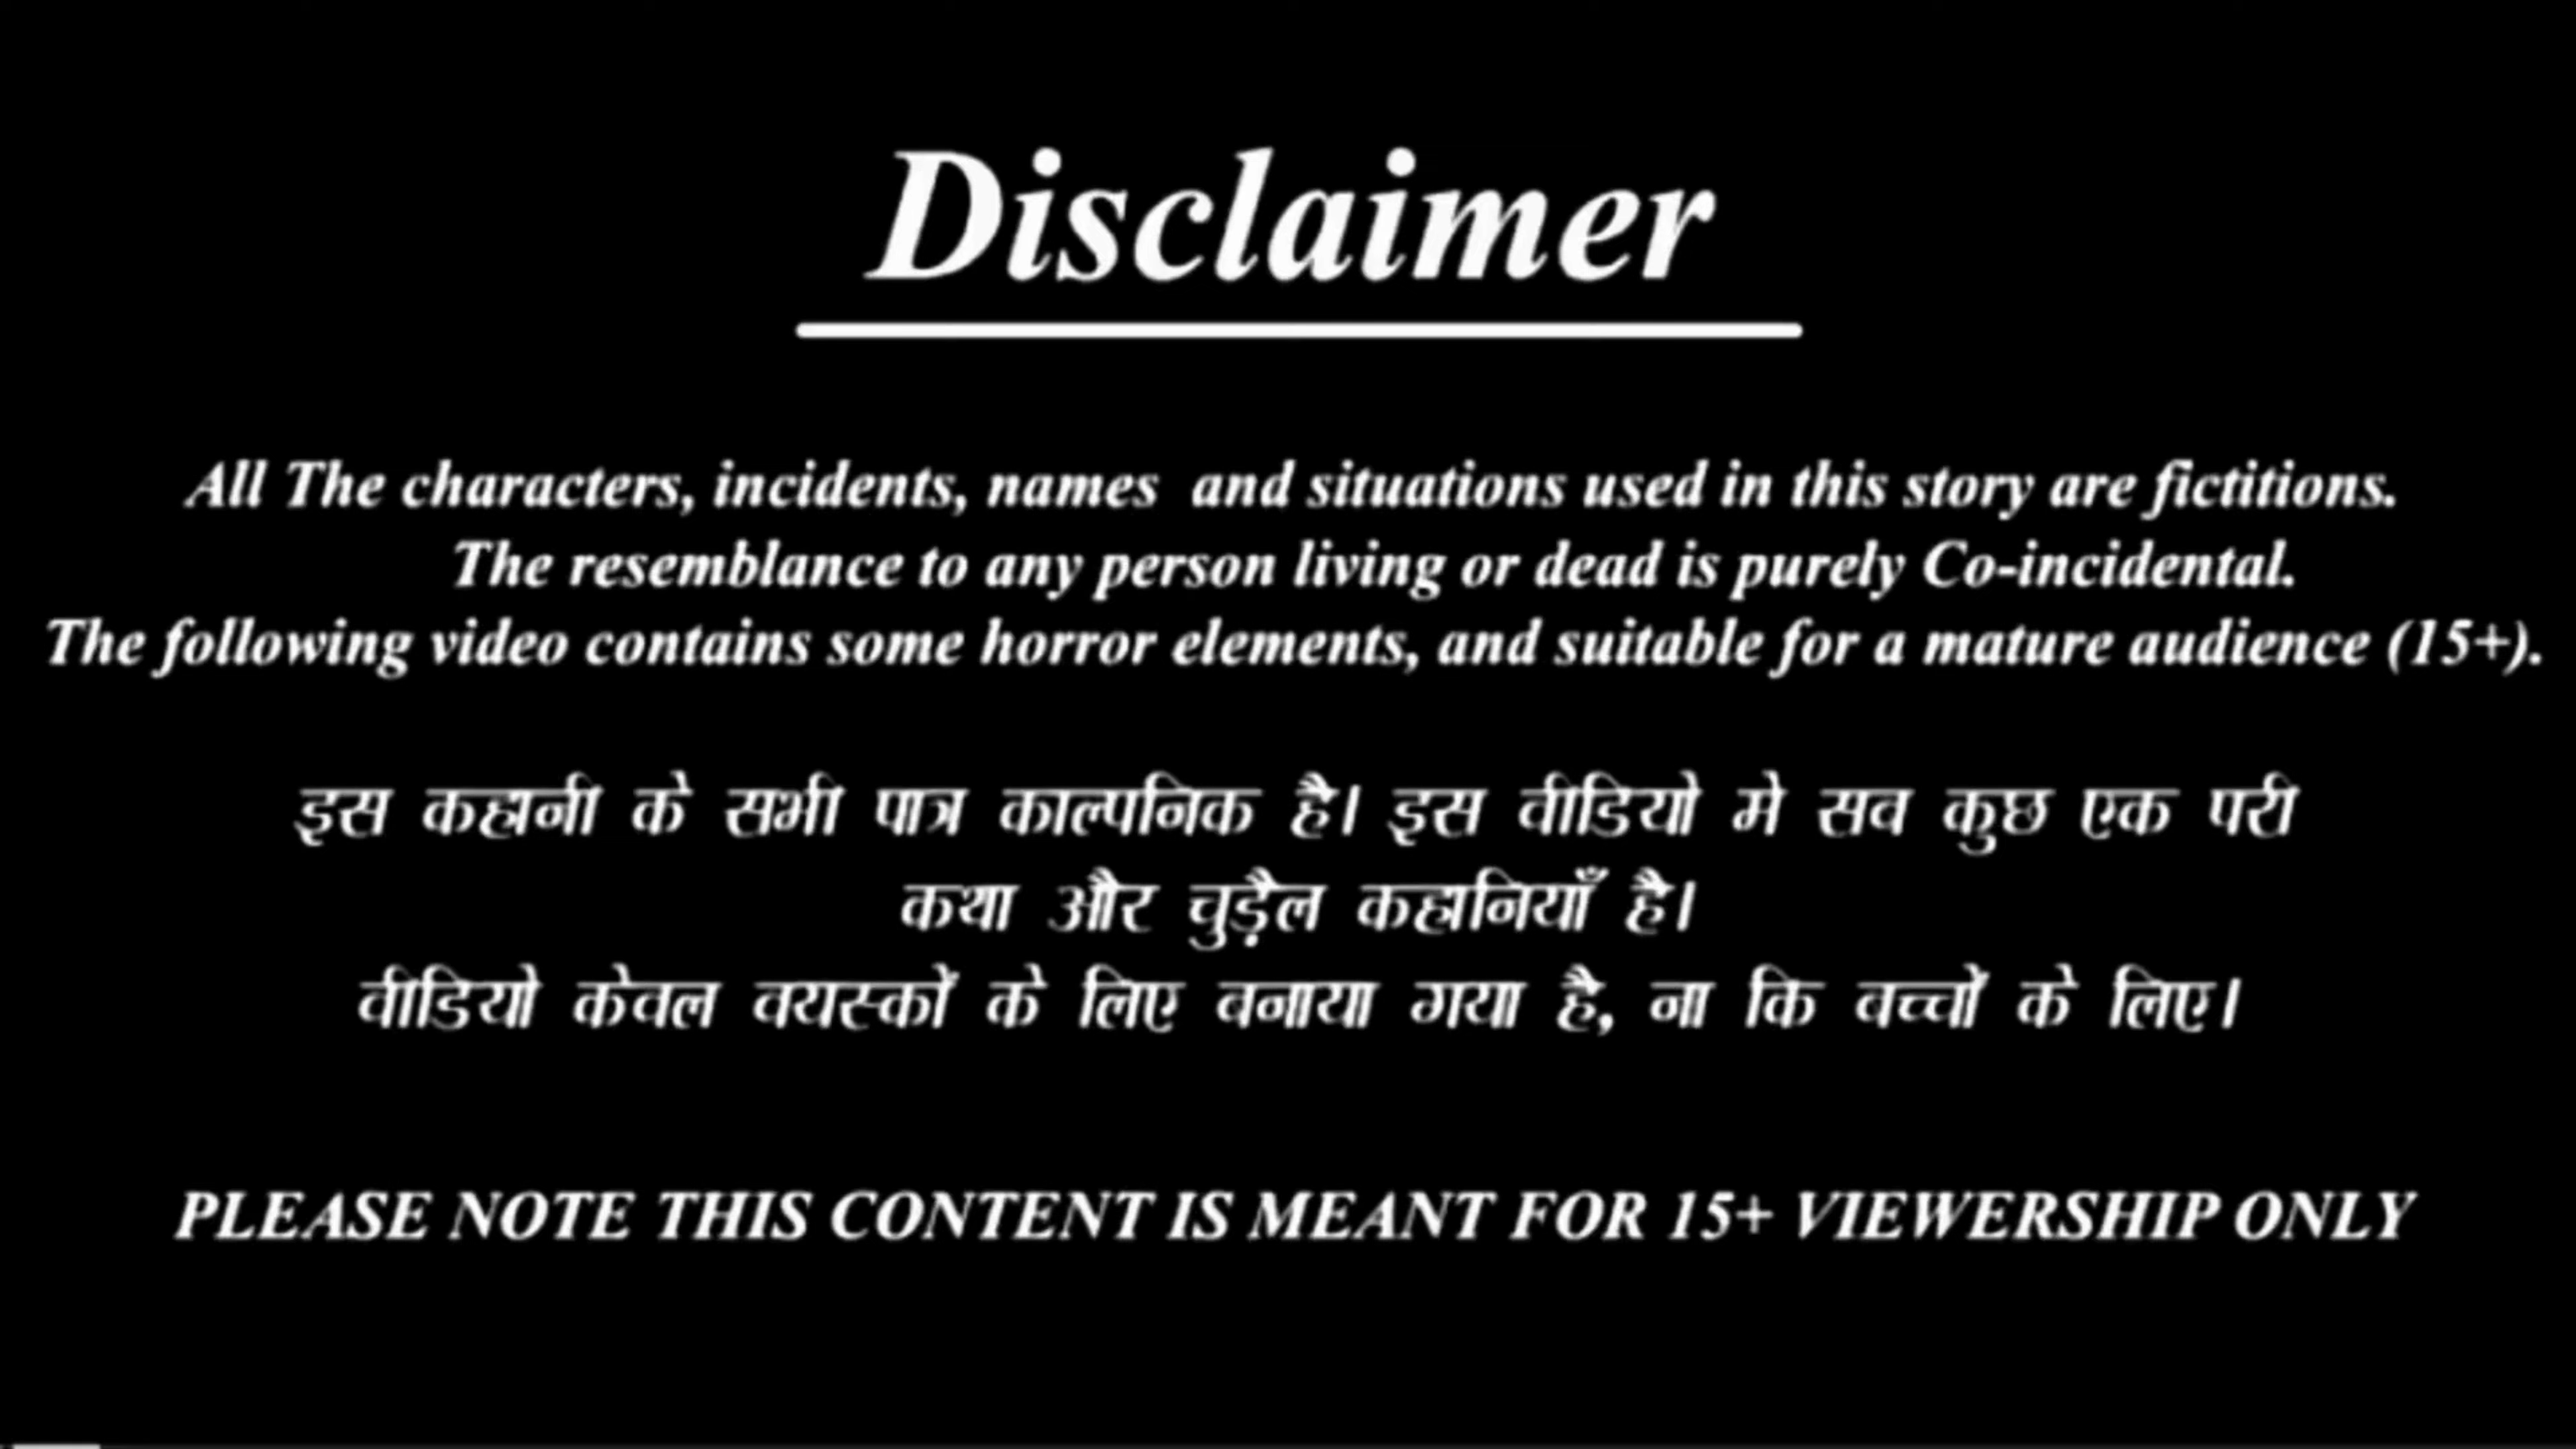 Disclaimer
All The characters, incidents, names and situations used in this story are fictitions.
The resemblance to any person living or dead is purely Co-incidental.
The following video contains some horror elements, and suitable for a mature audience (15+).
इस कहानी के सभी पात्र काल्पनिक है। इस वीडियो मे सव कुछ एक परी
कथा और चुड़ैल कहानियाँ है।
वीडियो केवल वयस्कों के लिए बनाया गया है, ना कि बच्चों के लिए।
PLEASE NOTE THIS CONTENT IS MEANT FOR 15+ VIEWERSHIP ONLY